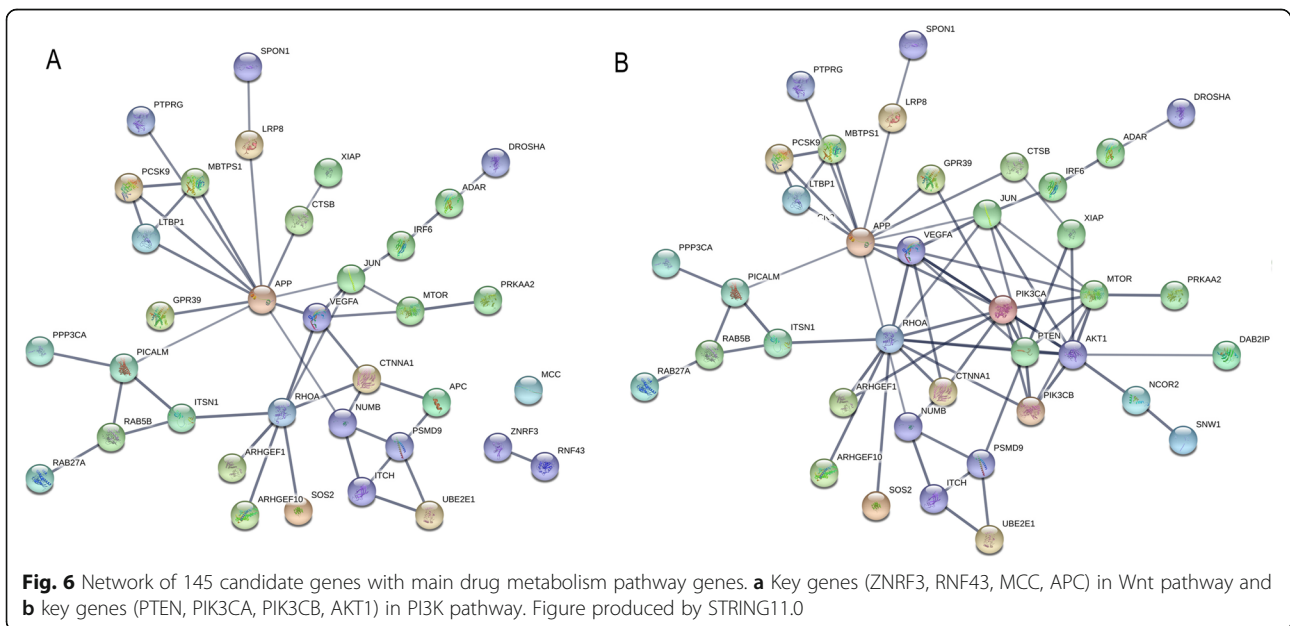 A
SPON1
PTPRG
LRP8
XIAP
DROSHA
PCSK9
MBTPS1
CTSB
ADAR
LTBP1
IRF6
APP
JUN
GPR39
VEGFA
MTOR
PRKAA2
PPP3CA
PICALM
CTNNA1
MCC
RHOA
APC
ITSN1
NUMB
RAB5B
PSMD9
ZNRF3
RNF43
ARHGEF1
RAB27A
ITCH
ARHGEF10
SOS2
UBE2E1
B
SPON1
PTPRG
LRP8
DROSHA
MBTPS1
PCSK9
ADAR
GPR39
CTSB
LTBP1
IRF6
JUN
XIAP
APP
VEGFA
PPP3CA
PICALM
MTOR
PRKAA2
PIK3CA
RHOA
PTEN
AKT1
ITSN1
RAB5B
DAB2IP
RAB27A
ARHGEF1
CTNNA1
PIK3CB
NCOR2
NUMB
SNW1
PSMD9
ARHGEF10
ITCH
SOS2
UBE2E1
Fig. 6 Network of 145 candidate genes with main drug metabolism pathway genes. a Key genes (ZNRF3, RNF43, MCC, APC) in Wnt pathway and
b key genes (PTEN, PIK3CA, PIK3CB, AKT1) in PI3K pathway. Figure produced by STRING11.0